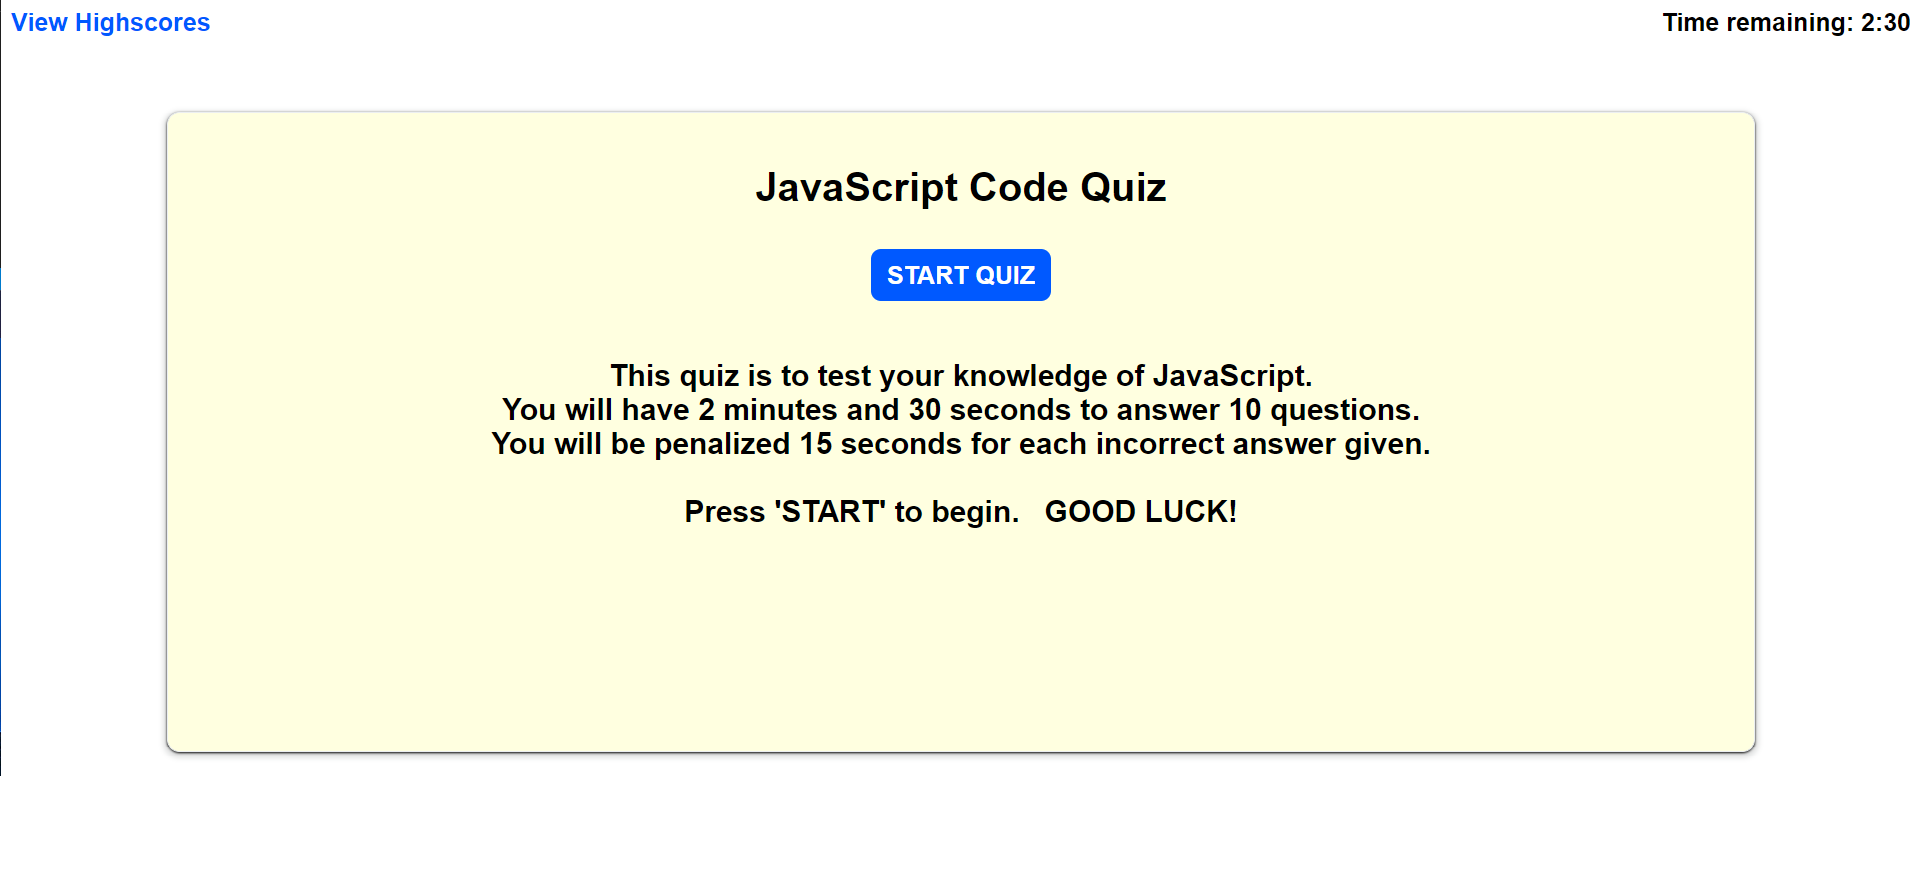 View Highscores
Time remaining: 2:30
JavaScript Code Quiz
START QUIZ
This quiz is to test your knowledge of JavaScript.
You will have 2 minutes and 30 seconds to answer 10 questions.
You will be penalized 15 seconds for each incorrect answer given.
Press 'START' to begin.   GOOD LUCK!